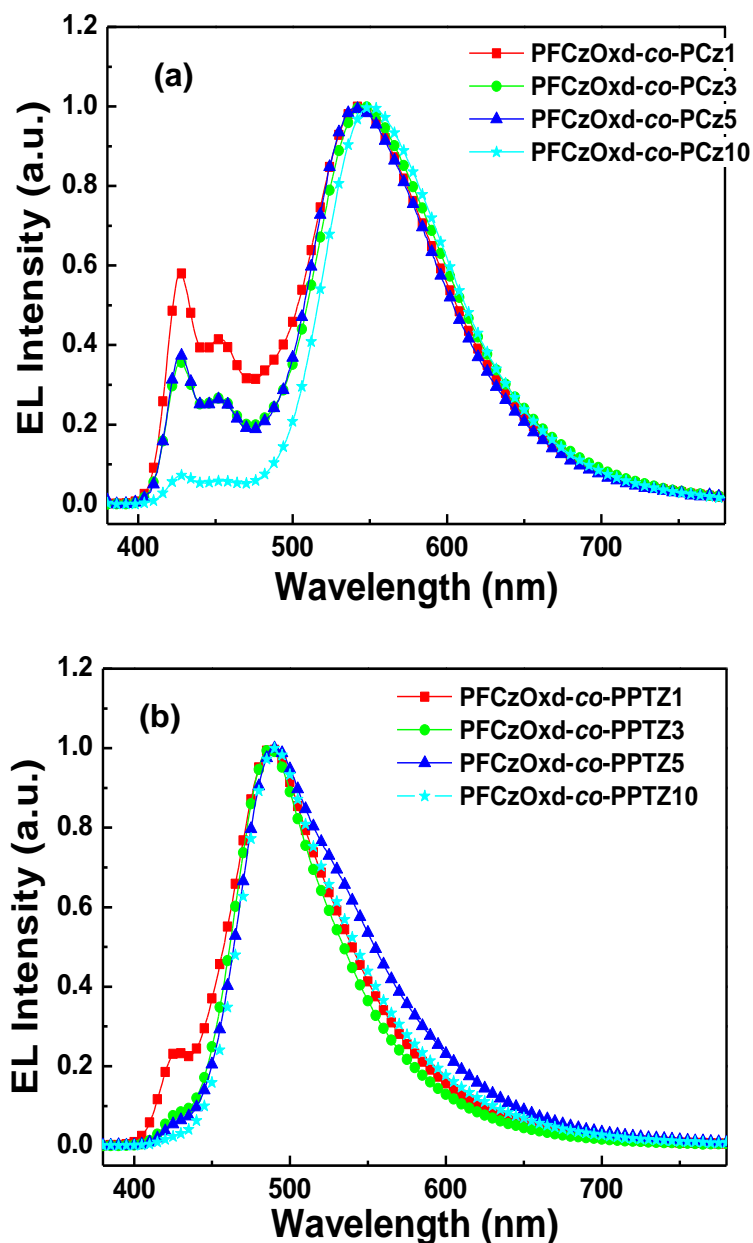 (a)
PFCzOxd-co-PCz1
PFCzOxd-co-PCz3
PFCzOxd-co-PCz5
PFCzOxd-co-PCz10
EL Intensity (a.u.)
1.2
1.0
0.8
0.6
0.4
0.2
0.0
400 500 600 700
Wavelength (nm)
(b)
PFCzOxd-co-PPTZ1
PFCzOxd-co-PPTZ3
PFCzOxd-co-PPTZ5
PFCzOxd-co-PPTZ10
EL Intensity (a.u.)
1.2
1.0
0.8
0.6
0.4
0.2
0.0
400 500 600 700
Wavelength (nm)